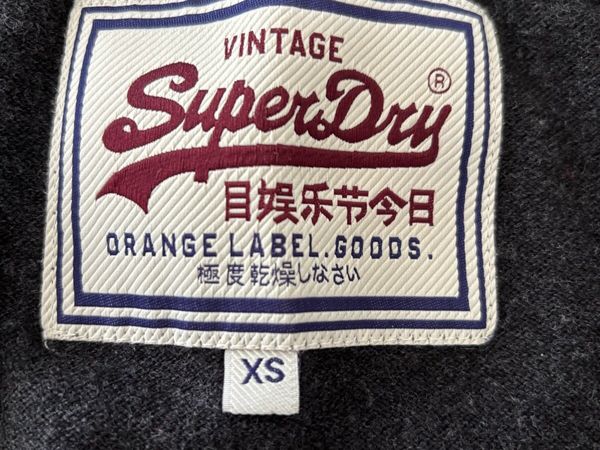 VINTAGE
SuperDry
®
目娱乐节今日
ORANGE LABEL.GOODS.
極度乾燥しなさい
XS